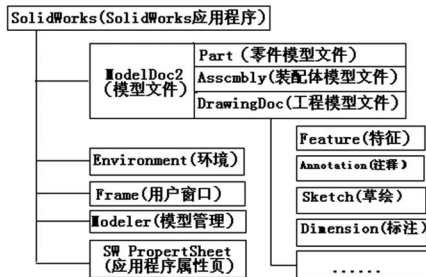 SolidWorks(SolidWorks应用程序)
ModelDoc2
(模型文件)
Part (零件模型文件)
Asscmbly(装配体模型文件)
DrawingDoc(工程模型文件)
Feature(特征)
Annotation(注释)
Sketch(草绘)
Dimension(标注)
......
Environment(环境)
Frame(用户窗口)
Modeler(模型管理)
SW PropertSheet
(应用程序属性页)